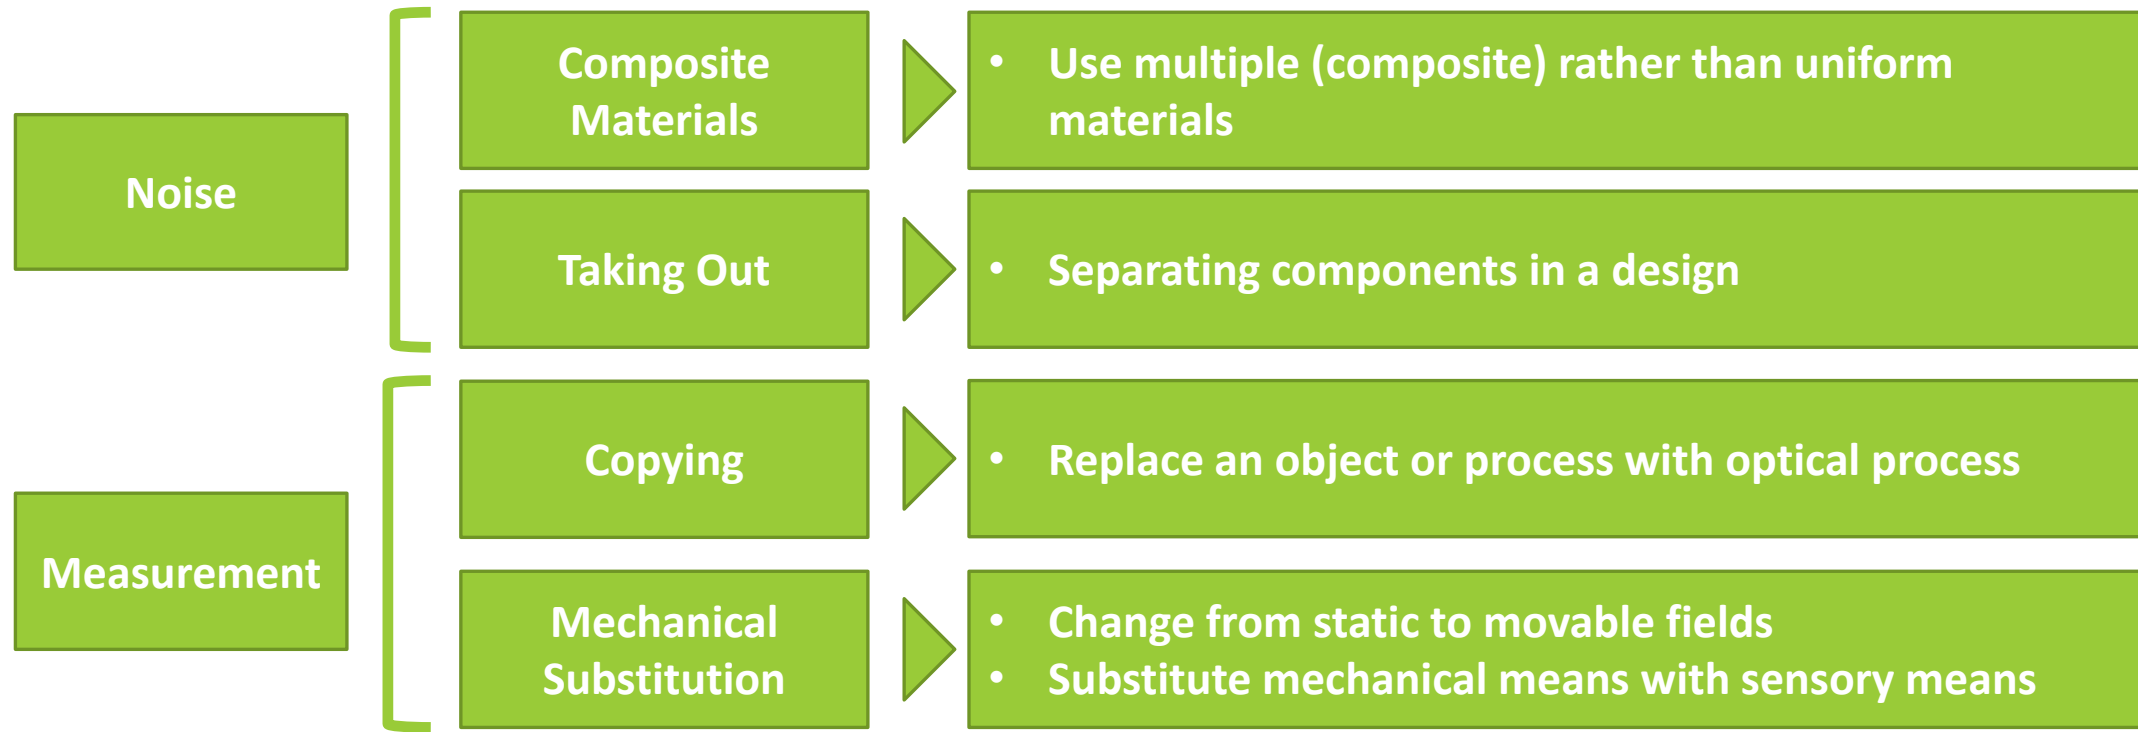 Noise
Composite
Materials
• Use multiple (composite) rather than uniform
materials
Taking Out
• Separating components in a design
Measurement
Copying
• Replace an object or process with optical process
Mechanical
Substitution
• Change from static to movable fields
• Substitute mechanical means with sensory means